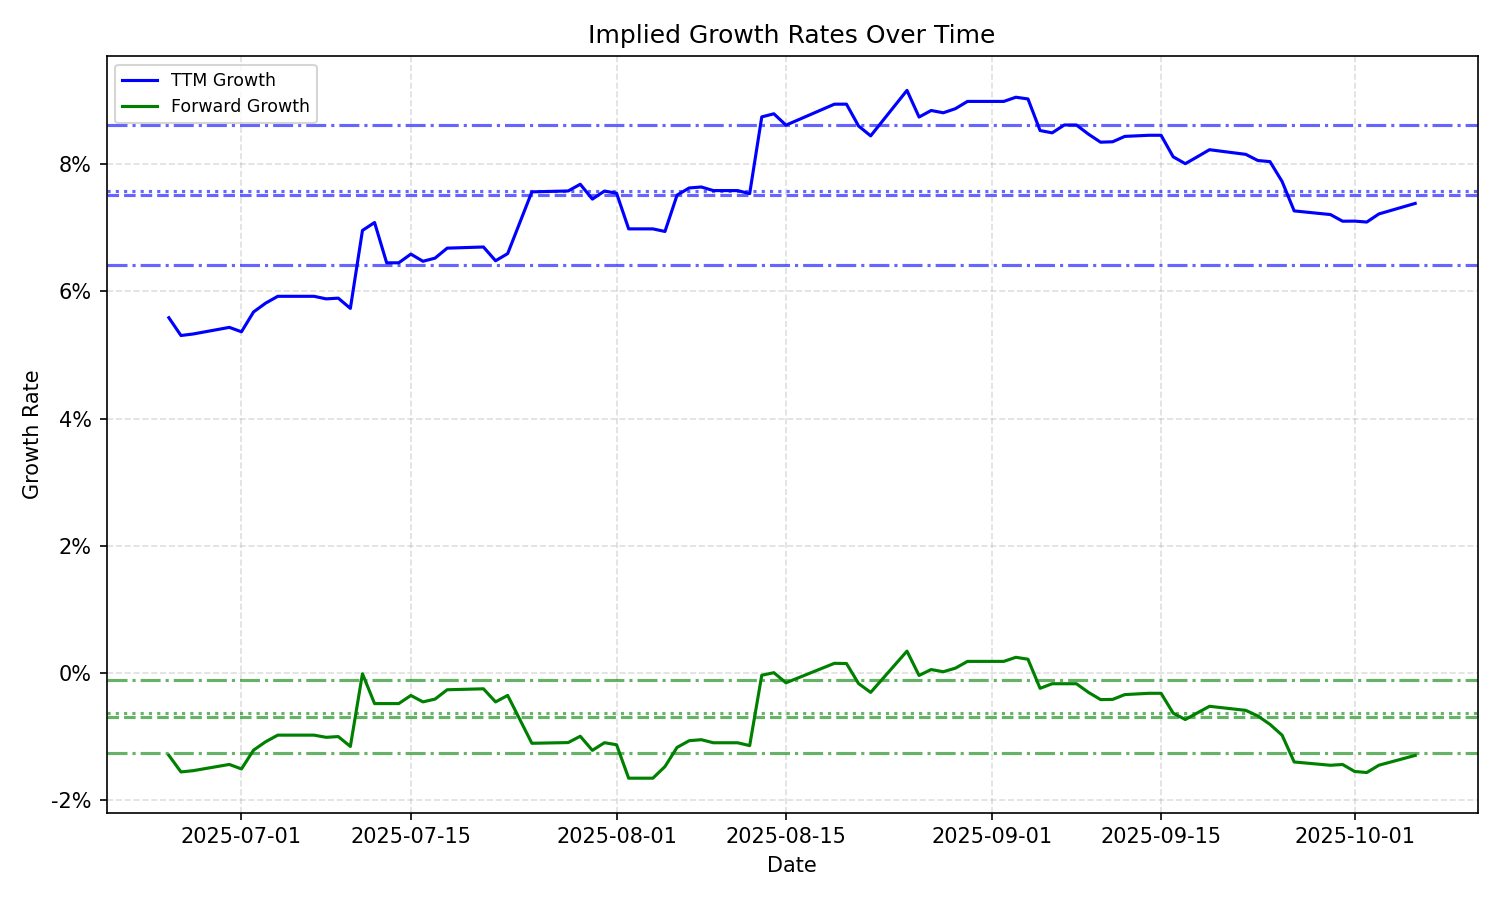 Implied Growth Rates Over Time
TTM Growth
Forward Growth
Growth Rate
8%
6%
4%
2%
0%
-2%
2025-07-01
2025-07-15
2025-08-01
2025-08-15
2025-09-01
2025-09-15
2025-10-01
Date